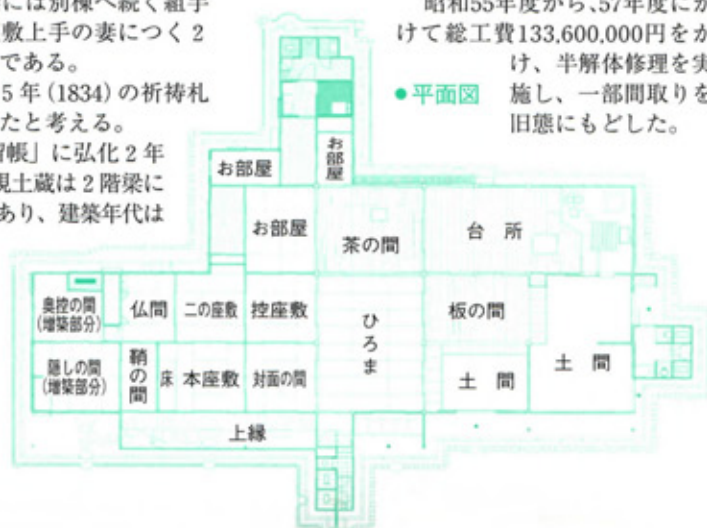 には別棟へ続く組手
敷上手の妻につく2
である。
5年(1834)の祈祷札
たと考える。
帳」に弘化2年
現土蔵は2階梁に
あり、建築年代は
昭和55年度から、57年度にか
けて総工費133,600,000円をか
け、半解体修理を実
施し、一部間取りを
旧態にもどした。
●平面図
お部屋
お部屋
お部屋
茶の間
台所
奥控の間
(増築部分)
仏間
二の座敷
控座敷
ひろま
板の間
隠しの間
(増築部分)
鞘の間
床
本座敷
対面の間
土間
土間
上縁